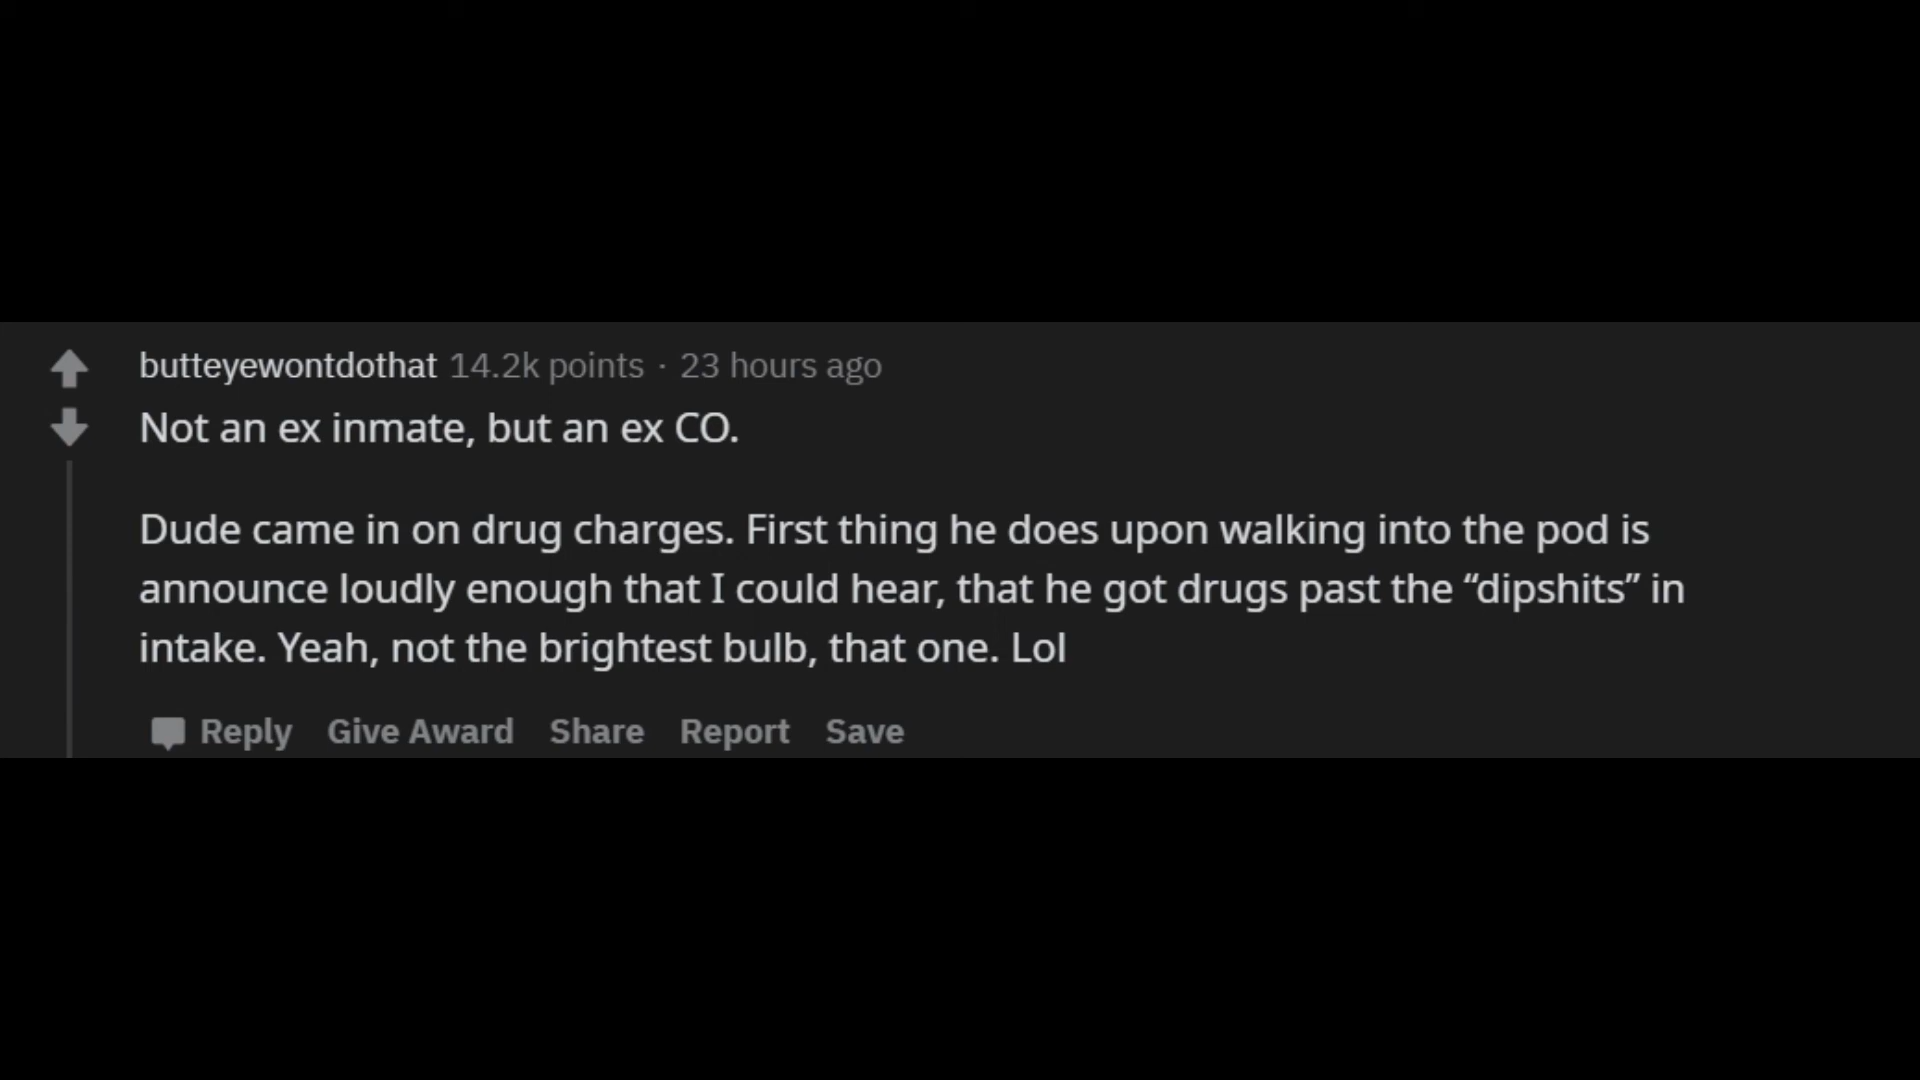 butteyewontdothat 14.2k points · 23 hours ago
Not an ex inmate, but an ex CO.
Dude came in on drug charges. First thing he does upon walking into the pod is
announce loudly enough that I could hear, that he got drugs past the “dipshits” in
intake. Yeah, not the brightest bulb, that one. Lol
Reply Give Award Share Report Save